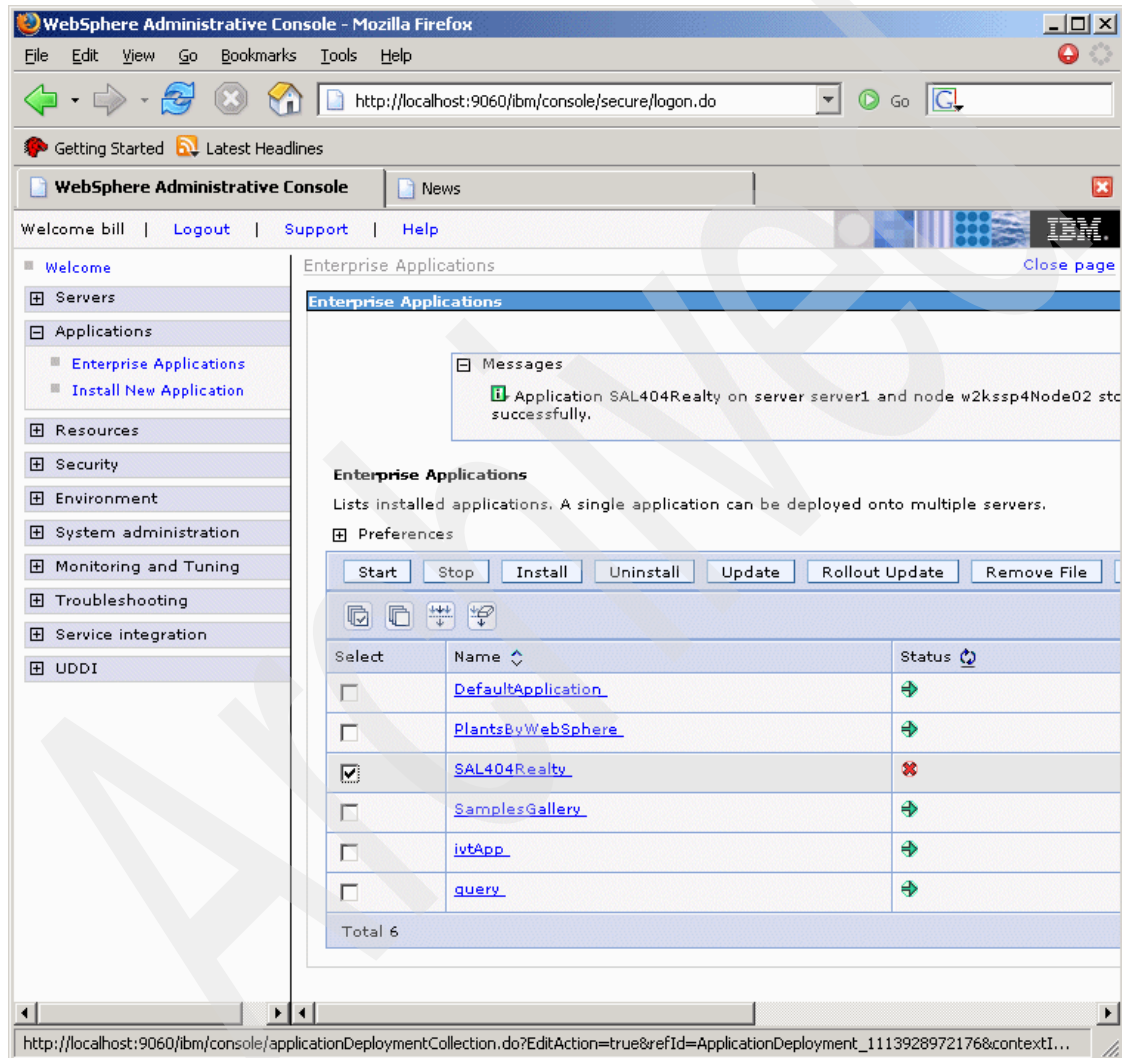 WebSphere Administrative Console - Mozilla Firefox
File Edit View Go Bookmarks Tools Help
http://localhost:9060/ibm/console/secure/logon.do Go G
Getting Started Latest Headlines
WebSphere Administrative Console News
Welcome bill | Logout | Support | Help IBM.
Welcome
Servers
Applications
Enterprise Applications
Install New Application
Resources
Security
Environment
System administration
Monitoring and Tuning
Troubleshooting
Service integration
UDDI
Enterprise Applications Close page
Enterprise Applications
Messages
Application SAL404Realty on server server1 and node w2kssp4Node02 sto
successfully.
Enterprise Applications
Lists installed applications. A single application can be deployed onto multiple servers.
Preferences
Start Stop Install Uninstall Update Rollout Update Remove File
Select Name Status
DefaultApplication
PlantsByWebSphere
SAL404Realty
SamplesGallery
ivtApp
query
Total 6
http://localhost:9060/ibm/console/applicationDeploymentCollection.do?EditAction=true&refId=ApplicationDeployment_1113928972176&contextI...
Archived